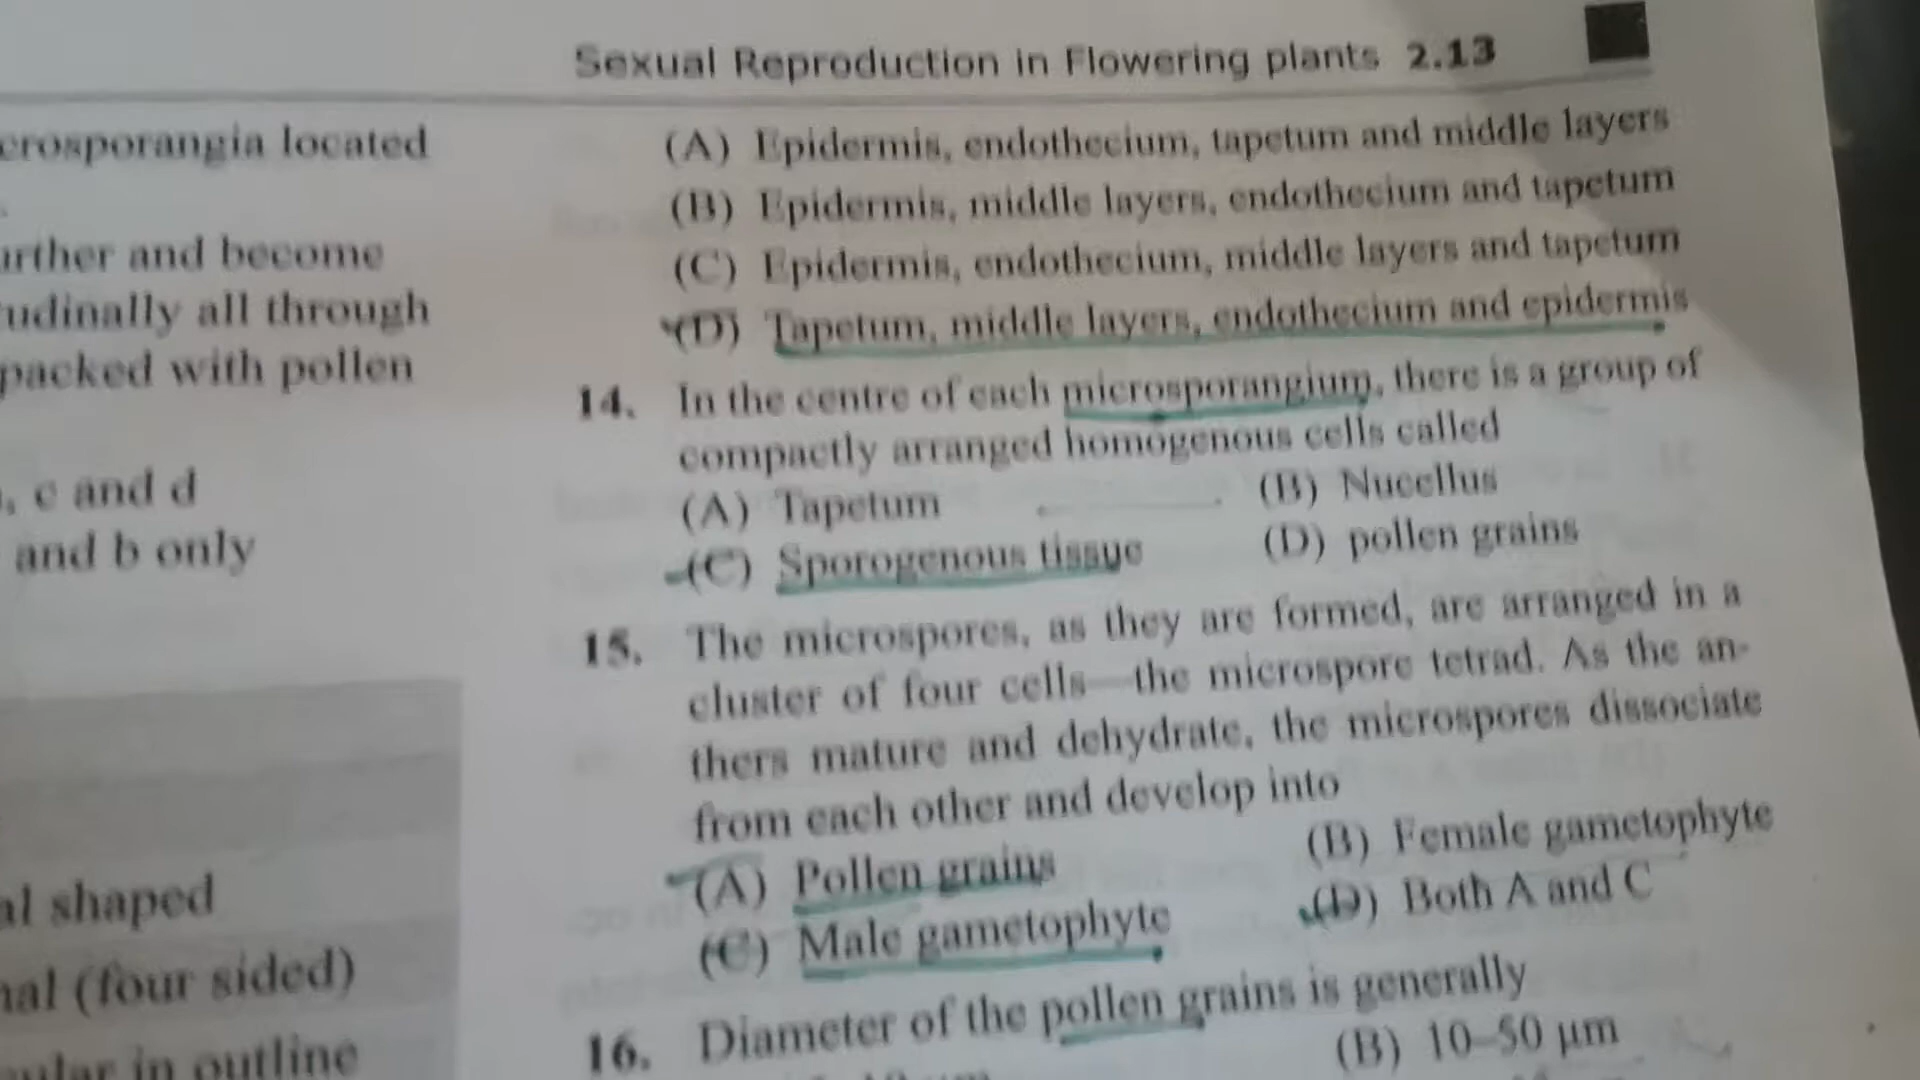 Sexual Reproduction in Flowering plants 2.13
crosporangia located
urther and become
udinally all through
packed with pollen
, c and d
and b only
al shaped
nal (four sided)
in outline
(A) Epidermis, endothecium, tapetum and middle layers
(B) Epidermis, middle layers, endothecium and tapetum
(C) Epidermis, endothecium, middle layers and tapetum
(D) Tapetum, middle layers, endothecium and epidermis
14. In the centre of each microsporangium, there is a group of
compactly arranged homogenous cells called
(A) Tapetum (B) Nucellus
(C) Sporogenous tissue (D) pollen grains
15. The microspores, as they are formed, are arranged in a
cluster of four cells—the microspore tetrad. As the an-
thers mature and dehydrate, the microspores dissociate
from each other and develop into
(A) Pollen grains (B) Female gametophyte
(C) Male gametophyte (D) Both A and C
16. Diameter of the pollen grains is generally
(B) 10–50 μm